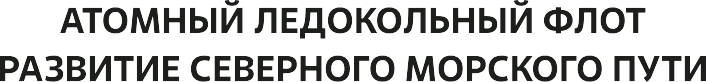 АТОМНЫЙ ЛЕДОКОЛЬНЫЙ ФЛОТ
РАЗВИТИЕ СЕВЕРНОГО МОРСКОГО ПУТИ